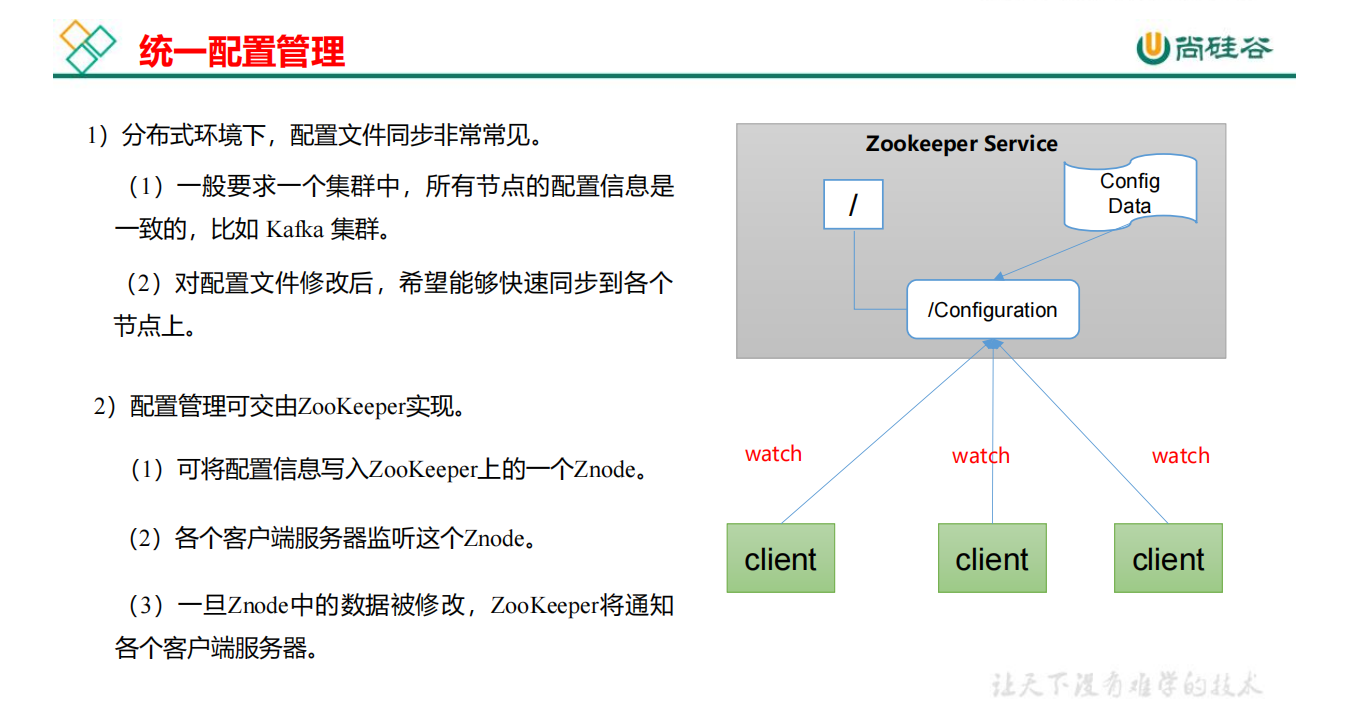 统一配置管理
尚硅谷
1）分布式环境下，配置文件同步非常常见。
（1）一般要求一个集群中，所有节点的配置信息是
一致的，比如 Kafka 集群。
（2）对配置文件修改后，希望能够快速同步到各个
节点上。
2）配置管理可交由ZooKeeper实现。
（1）可将配置信息写入ZooKeeper上的一个Znode。
（2）各个客户端服务器监听这个Znode。
（3）一旦Znode中的数据被修改，ZooKeeper将通知
各个客户端服务器。
Zookeeper Service
/
Config
Data
/Configuration
watch
watch
watch
client
client
client
让天下没有难学的技术